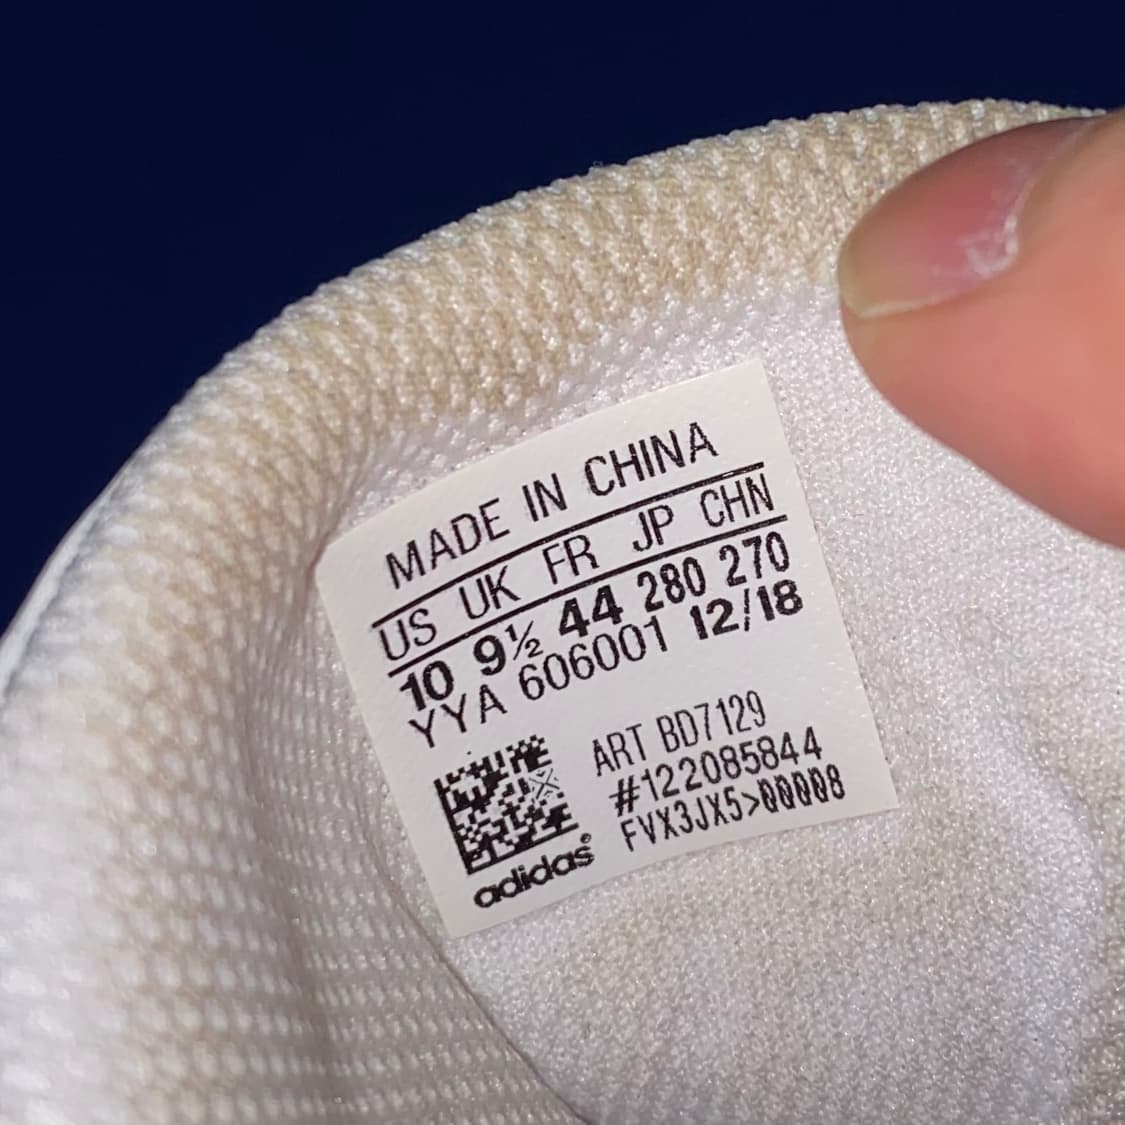 MADE IN CHINA
US UK FR JP CHN
10 9½ 44 280 270
YYA 606001 12/18
ART BD7129
#122085844
FVX3JX5>00008
adidas®